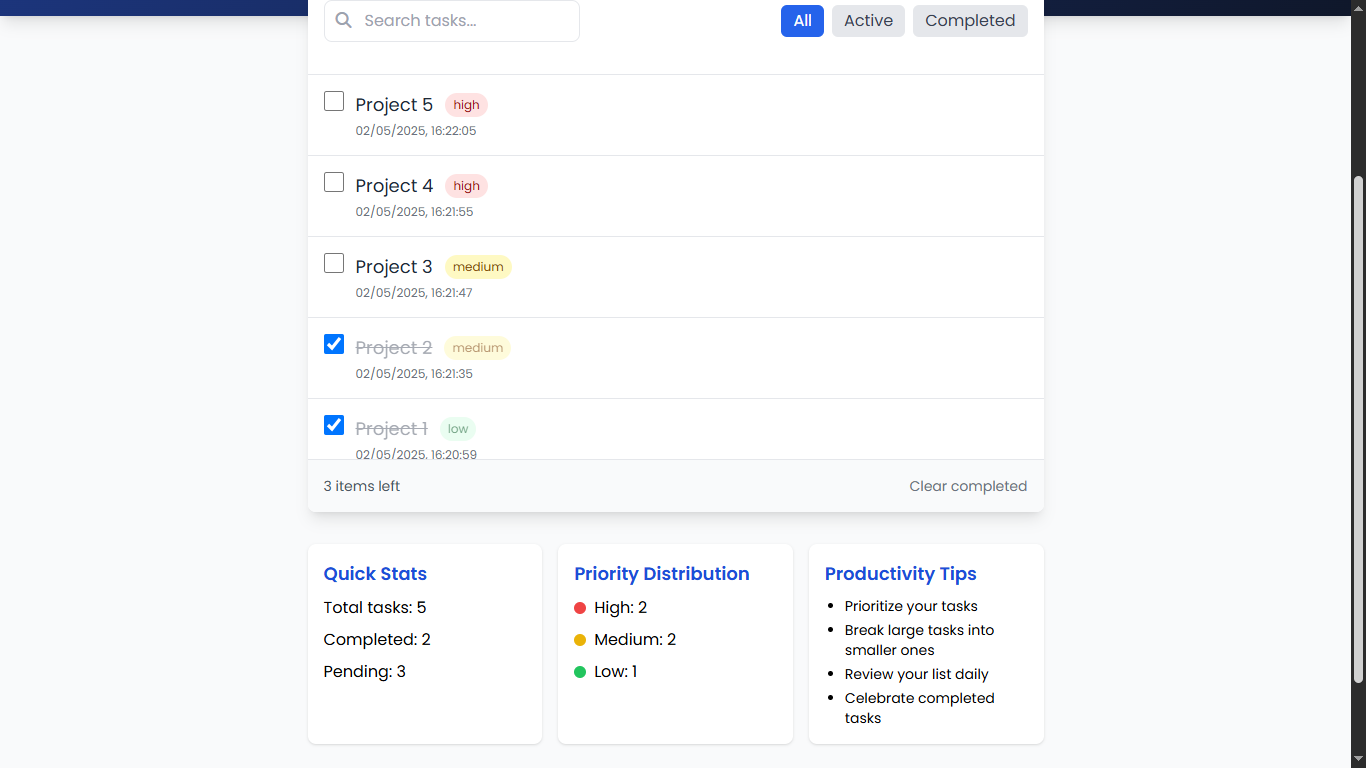 Search tasks...
All Active Completed
Project 5 high
02/05/2025, 16:22:05
Project 4 high
02/05/2025, 16:21:55
Project 3 medium
02/05/2025, 16:21:47
Project 2 medium
02/05/2025, 16:21:35
Project 1 low
02/05/2025, 16:20:59
3 items left
Clear completed
Quick Stats
Total tasks: 5
Completed: 2
Pending: 3
Priority Distribution
High: 2
Medium: 2
Low: 1
Productivity Tips
Prioritize your tasks
Break large tasks into
smaller ones
Review your list daily
Celebrate completed
tasks